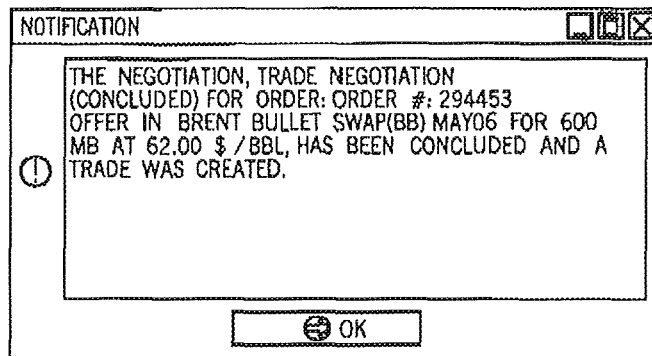 NOTIFICATION
THE NEGOTIATION, TRADE NEGOTIATION
(CONCLUDED) FOR ORDER: ORDER #: 294453
OFFER IN BRENT BULLET SWAP(BB) MAY06 FOR 600
MB AT 62.00 $ /BBL, HAS BEEN CONCLUDED AND A
TRADE WAS CREATED.
OK